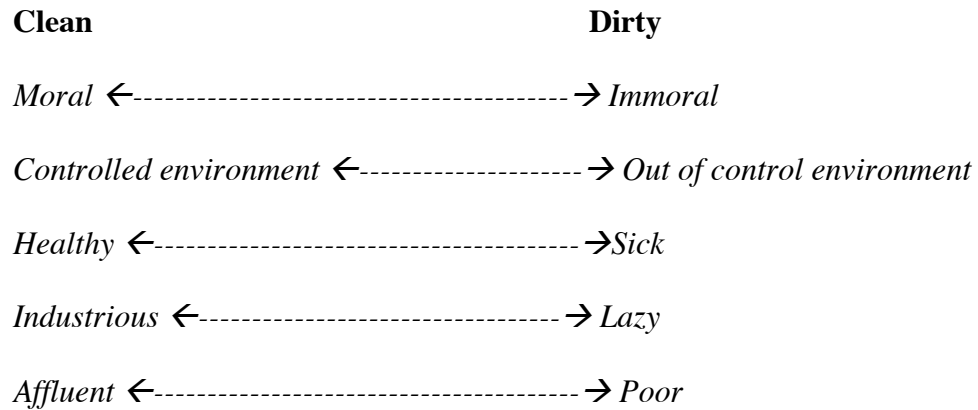 Clean Dirty
Moral ←------------------------------------------→ Immoral
Controlled environment ←---------------------→ Out of control environment
Healthy ←-----------------------------------------→Sick
Industrious ←-----------------------------------→ Lazy
Affluent ←-----------------------------------------→ Poor